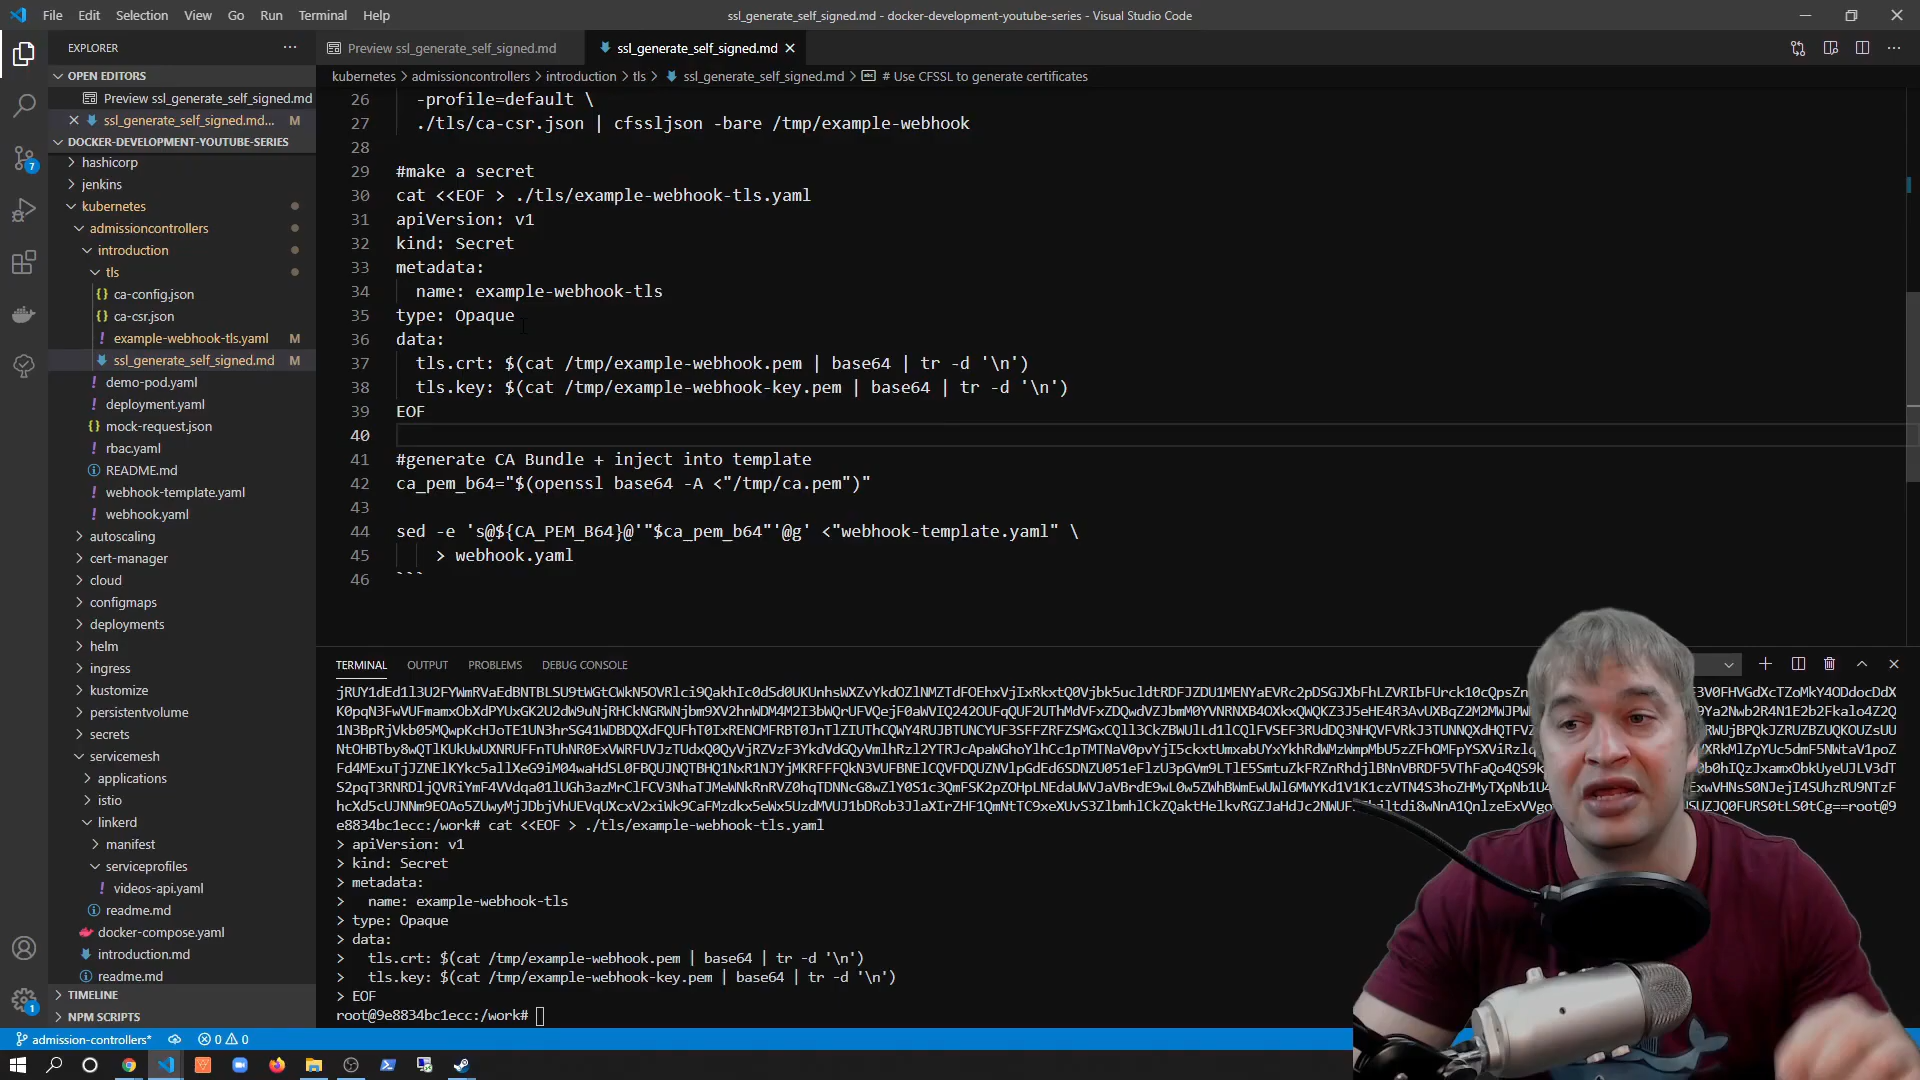 File Edit Selection View Go Run Terminal Help
ssl_generate_self_signed.md - docker-development-youtube-series - Visual Studio Code
EXPLORER
OPEN EDITORS
Preview ssl_generate_self_signed.md
ssl_generate_self_signed.md... M
DOCKER-DEVELOPMENT-YOUTUBE-SERIES
hashicorp
jenkins
kubernetes
admissioncontrollers
introduction
tls
ca-config.json
ca-csr.json
example-webhook-tls.yaml M
ssl_generate_self_signed.md M
demo-pod.yaml
deployment.yaml
mock-request.json
rbac.yaml
README.md
webhook-template.yaml
webhook.yaml
autoscaling
cert-manager
cloud
configmaps
deployments
helm
ingress
kustomize
persistentvolume
secrets
servicemesh
applications
istio
linkerd
manifest
serviceprofiles
videos-api.yaml
readme.md
docker-compose.yaml
introduction.md
readme.md
TIMELINE
NPM SCRIPTS
7
1
Preview ssl_generate_self_signed.md
ssl_generate_self_signed.md
kubernetes > admissioncontrollers > introduction > tls > ssl_generate_self_signed.md > # Use CFSSL to generate certificates
26 -profile=default \
27 ./tls/ca-csr.json | cfssljson -bare /tmp/example-webhook
28
29 #make a secret
30 cat <<EOF > ./tls/example-webhook-tls.yaml
31 apiVersion: v1
32 kind: Secret
33 metadata:
34 name: example-webhook-tls
35 type: Opaque
36 data:
37 tls.crt: $(cat /tmp/example-webhook.pem | base64 | tr -d '\n')
38 tls.key: $(cat /tmp/example-webhook-key.pem | base64 | tr -d '\n')
39 EOF
40
41 #generate CA Bundle + inject into template
42 ca_pem_b64="$(openssl base64 -A <"/tmp/ca.pem")"
43
44 sed -e 's@${CA_PEM_B64}@'"$ca_pem_b64"'@g' <"webhook-template.yaml" \
45 > webhook.yaml
46 ```
TERMINAL OUTPUT PROBLEMS DEBUG CONSOLE
e8834bc1ecc:/work# cat <<EOF > ./tls/example-webhook-tls.yaml
> apiVersion: v1
> kind: Secret
> metadata:
> name: example-webhook-tls
> type: Opaque
> data:
> tls.crt: $(cat /tmp/example-webhook.pem | base64 | tr -d '\n')
> tls.key: $(cat /tmp/example-webhook-key.pem | base64 | tr -d '\n')
> EOF
root@9e8834bc1ecc:/work#
admission-controllers* 0 0